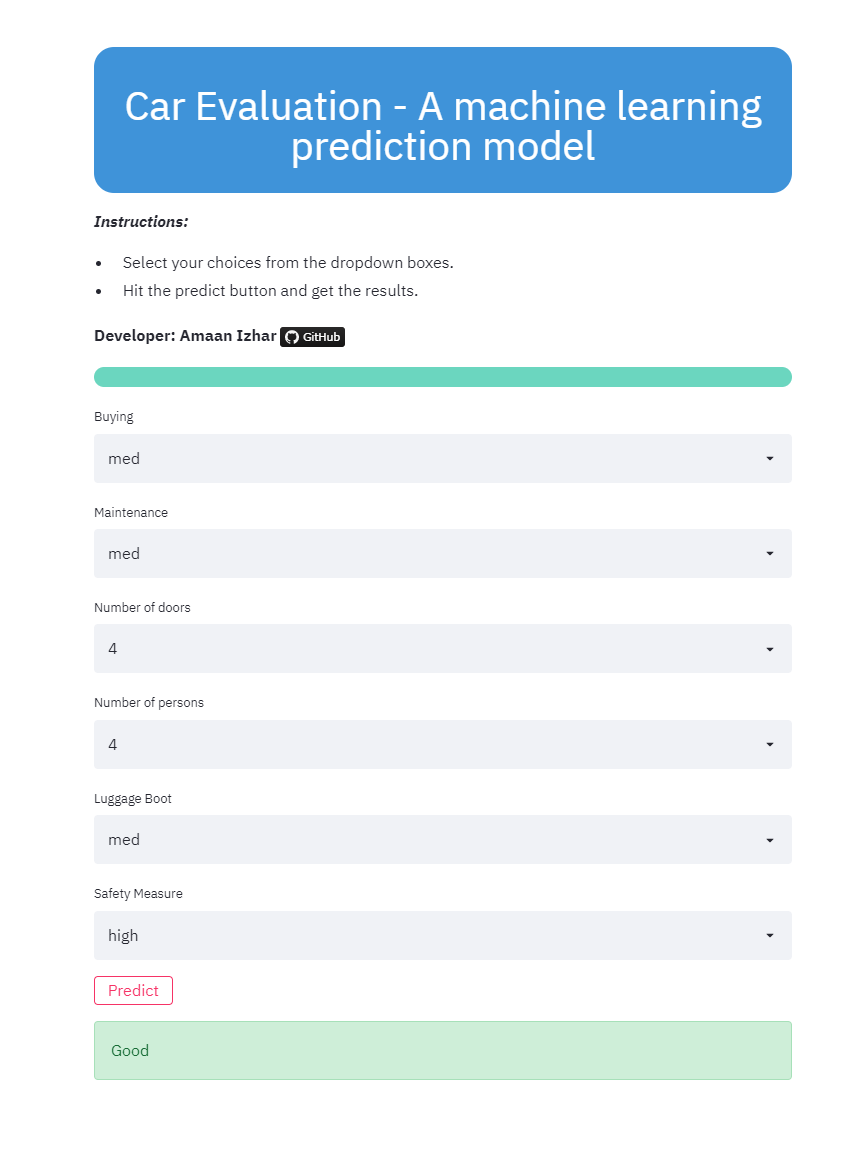 Car Evaluation - A machine learning
prediction model
Instructions:
Select your choices from the dropdown boxes.
Hit the predict button and get the results.
Developer: Amaan Izhar GitHub
Buying
med
Maintenance
med
Number of doors
4
Number of persons
4
Luggage Boot
med
Safety Measure
high
Predict
Good